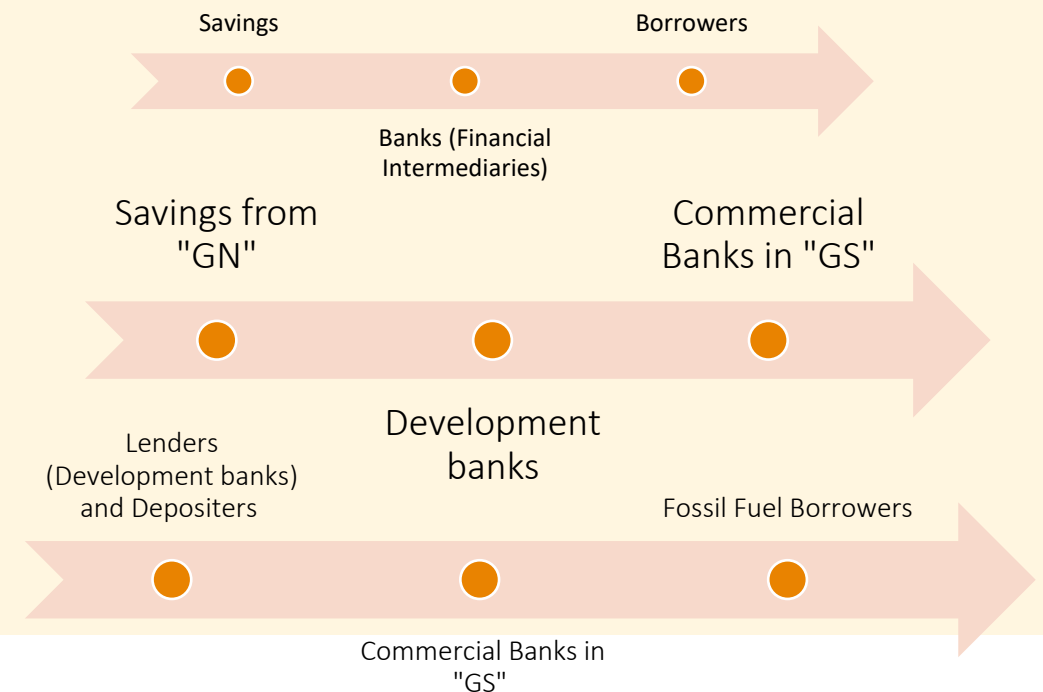 Savings
Borrowers
Banks (Financial
Intermediaries)
Savings from
"GN"
Commercial
Banks in "GS"
Development
banks
Lenders
(Development banks)
and Depositers
Fossil Fuel Borrowers
Commercial Banks in
"GS"